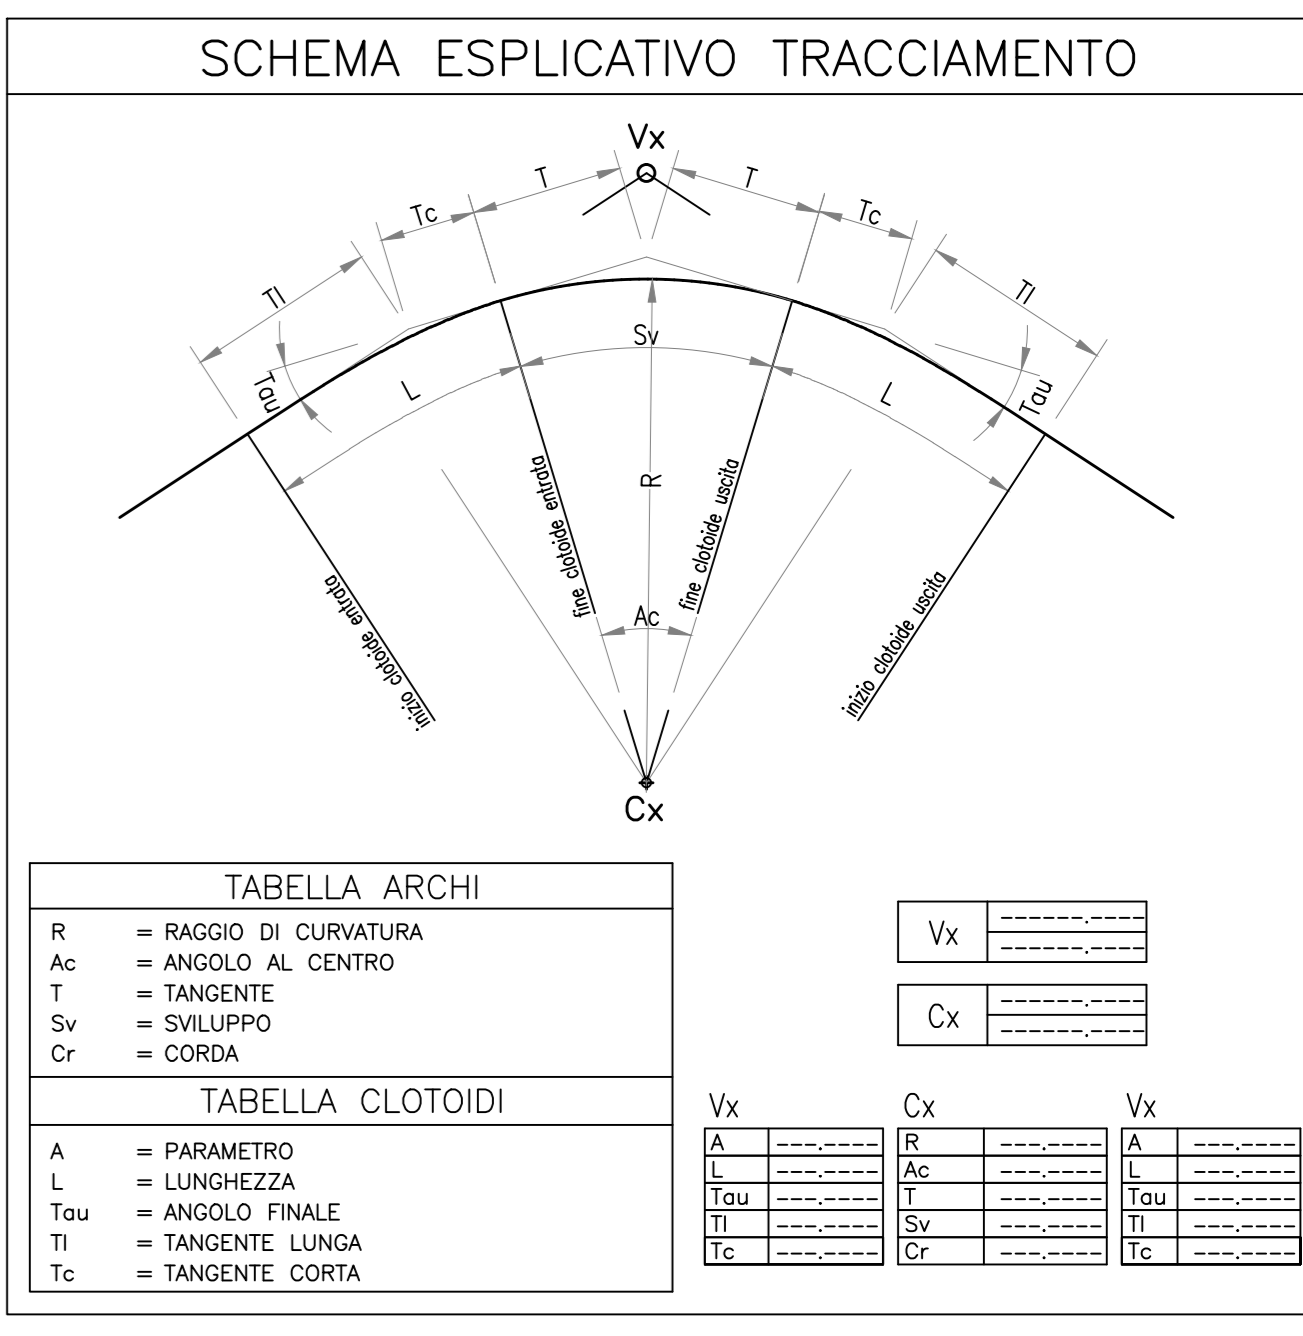 SCHEMA ESPLICATIVO TRACCIAMENTO
Vx
T
T
Tc
Tc
Tl
Tl
Sv
Tau
Tau
L
L
R
fine clotoide entrata
fine clotoide uscita
inizio clotoide entrata
inizio clotoide uscita
Ac
Cx
TABELLA ARCHI
R = RAGGIO DI CURVATURA
Ac = ANGOLO AL CENTRO
T = TANGENTE
Sv = SVILUPPO
Cr = CORDA
TABELLA CLOTOIDI
A = PARAMETRO
L = LUNGHEZZA
Tau = ANGOLO FINALE
Tl = TANGENTE LUNGA
Tc = TANGENTE CORTA
Vx
------.----
------.----
Cx
------.----
------.----
Vx
A ---.----
L ---.----
Tau ---.----
Tl ---.----
Tc ---.----
Cx
R ---.----
Ac ---.----
T ---.----
Sv ---.----
Cr ---.----
Vx
A ---.----
L ---.----
Tau ---.----
Tl ---.----
Tc ---.----